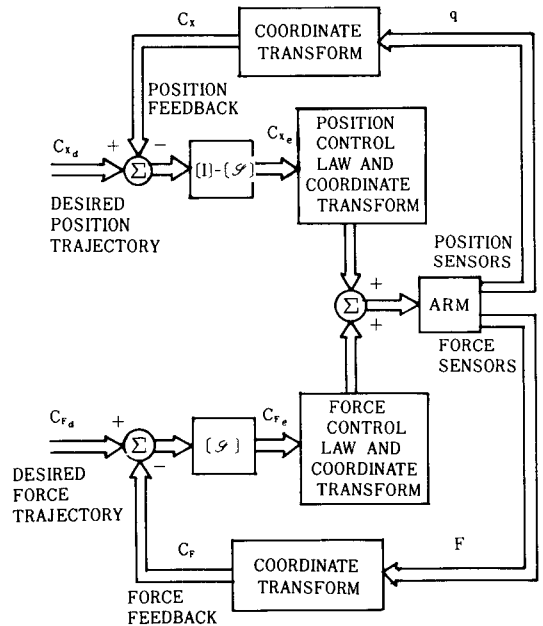 Cx
COORDINATE
TRANSFORM
q
POSITION
FEEDBACK
+
−
Cxd
Σ
[I]-[𝒮]
Cxe
POSITION
CONTROL
LAW AND
COORDINATE
TRANSFORM
DESIRED
POSITION
TRAJECTORY
POSITION
SENSORS
+
Σ
+
ARM
FORCE
SENSORS
CFd
+
Σ
−
[𝒮]
CFe
FORCE
CONTROL
LAW AND
COORDINATE
TRANSFORM
DESIRED
FORCE
TRAJECTORY
CF
COORDINATE
TRANSFORM
F
FORCE
FEEDBACK